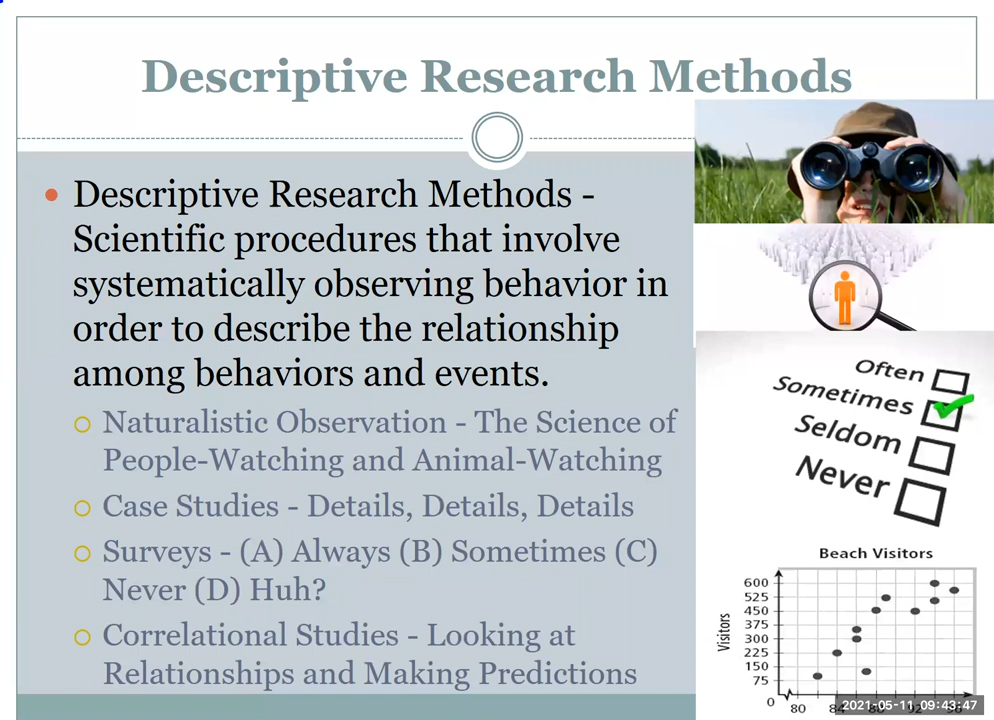 Descriptive Research Methods
Descriptive Research Methods -
Scientific procedures that involve
systematically observing behavior in
order to describe the relationship
among behaviors and events.
Naturalistic Observation - The Science of
People-Watching and Animal-Watching
Case Studies - Details, Details, Details
Surveys - (A) Always (B) Sometimes (C)
Never (D) Huh?
Correlational Studies - Looking at
Relationships and Making Predictions
Often
Sometimes
Seldom
Never
Beach Visitors
Visitors
600
525
450
375
300
225
150
75
0
80
2021-05-11 09:43:47